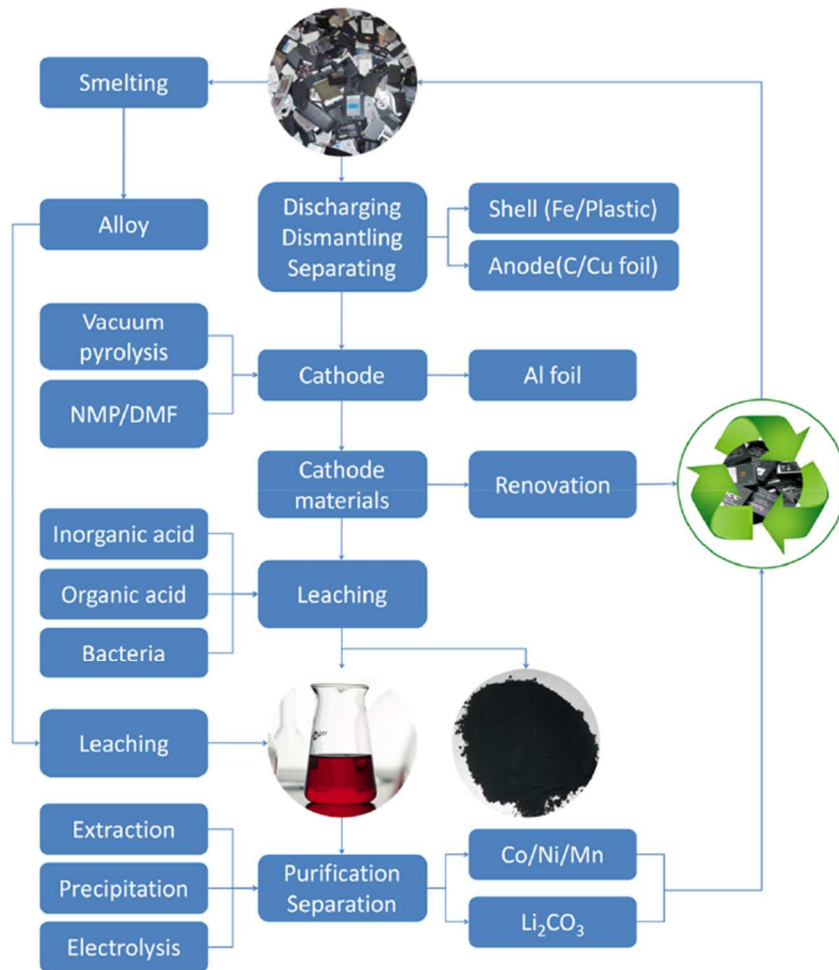 Smelting
Alloy
Discharging
Dismantling
Separating
Shell (Fe/Plastic)
Anode(C/Cu foil)
Vacuum
pyrolysis
NMP/DMF
Cathode
Al foil
Cathode
materials
Renovation
Inorganic acid
Organic acid
Bacteria
Leaching
Leaching
Extraction
Precipitation
Electrolysis
Purification
Separation
Co/Ni/Mn
Li₂CO₃